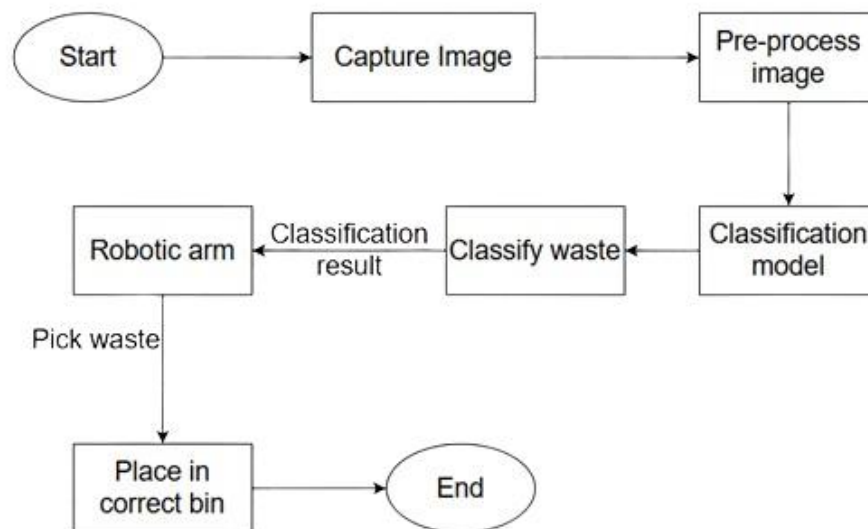 Start
Capture Image
Pre-process
image
Classification
model
Classify waste
Classification
result
Robotic arm
Pick waste
Place in
correct bin
End